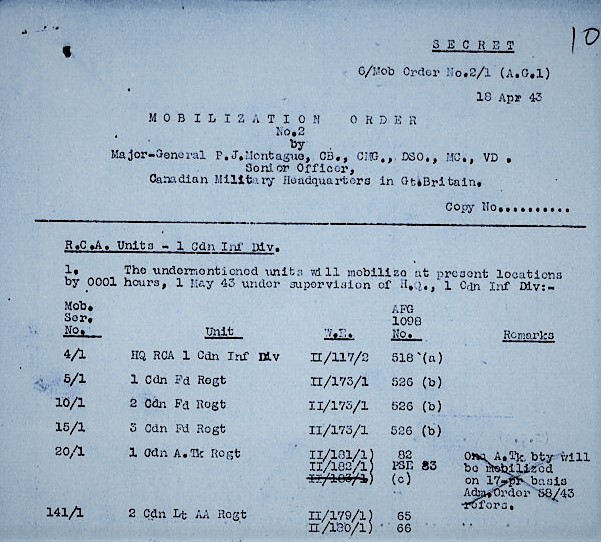 10
SECRET
6/Mob Order No.2/1 (A.G.1)
18 Apr 43
MOBILIZATION ORDER
No.2
by
Major-General P.J.Montague, CB., CMG., DSO., MC., VD .
Senior Officer,
Canadian Military Headquarters in Gt.Britain.
Copy No..........
R.C.A. Units - 1 Cdn Inf Div.
1. The undermentioned units will mobilize at present locations
by 0001 hours, 1 May 43 under supervision of H.Q., 1 Cdn Inf Div:-
Mob. Ser. No. Unit W.E. AFG 1098 No. Remarks
4/1 HQ RCA 1 Cdn Inf Div II/117/2 518 (a)
5/1 1 Cdn Fd Regt II/173/1 526 (b)
10/1 2 Cdn Fd Regt II/173/1 526 (b)
15/1 3 Cdn Fd Regt II/173/1 526 (b)
20/1 1 Cdn A.Tk Regt II/181/1) 82 One A.Tk bty will
II/182/1) PSE 83 be mobilized
II/183/1) (c) on 17-pr basis
Adm.Order 58/43
refers.
141/1 2 Cdn Lt AA Regt II/179/1) 65
II/180/1) 66